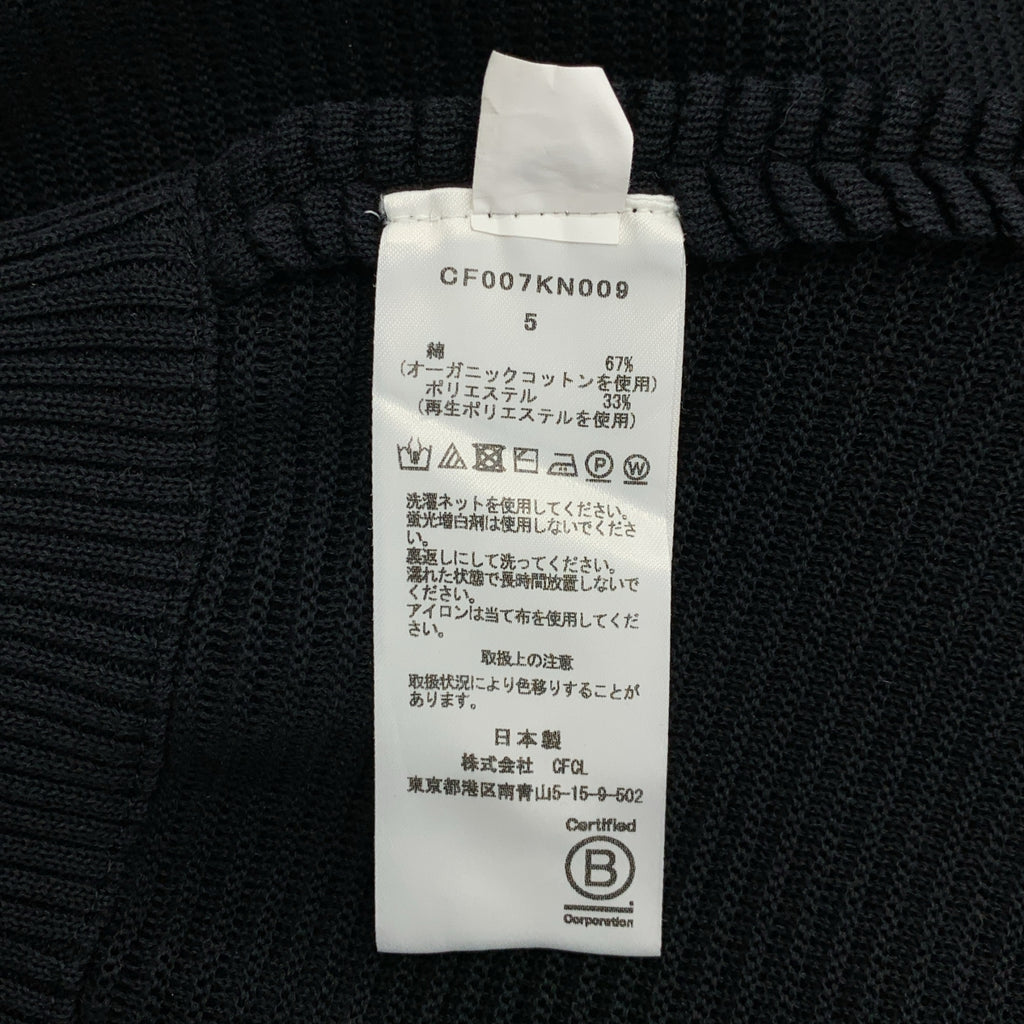 CF007KN009
5
綿 67%
(オーガニックコットンを使用)
ポリエステル 33%
(再生ポリエステルを使用)
P W
洗濯ネットを使用してください。
蛍光増白剤は使用しないでくださ
い。
裏返しにして洗ってください。
濡れた状態で長時間放置しないで
ください。
アイロンは当て布を使用してくだ
さい。
取扱上の注意
取扱状況により色移りすることが
あります。
日本製
株式会社 CFCL
東京都港区南青山5-15-9-502
Certified
B
Corporation